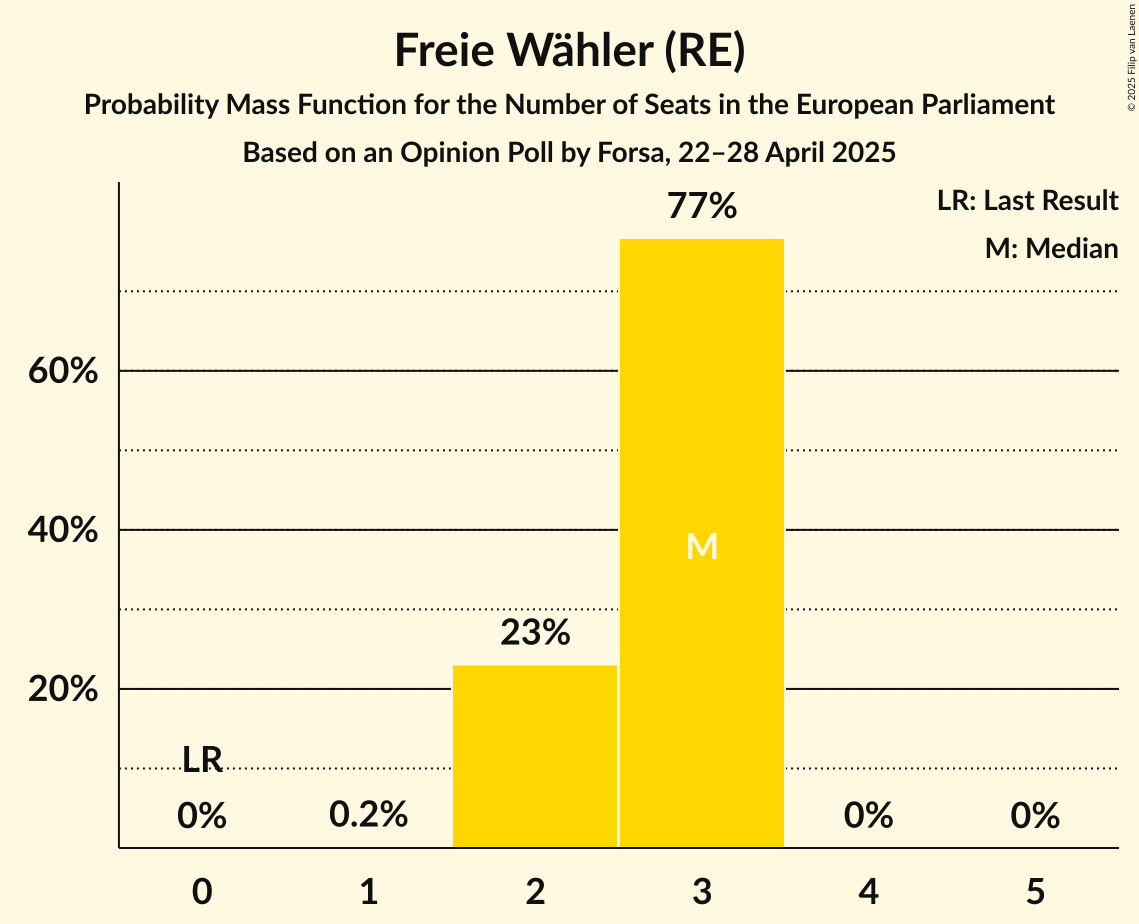 Freie Wähler (RE)
Probability Mass Function for the Number of Seats in the European Parliament
Based on an Opinion Poll by Forsa, 22–28 April 2025
© 2025 Filip van Laenen
LR: Last Result
M: Median
77%
60%
40%
M
23%
20%
LR
0%
0.2%
0%
0%
0
1
2
3
4
5